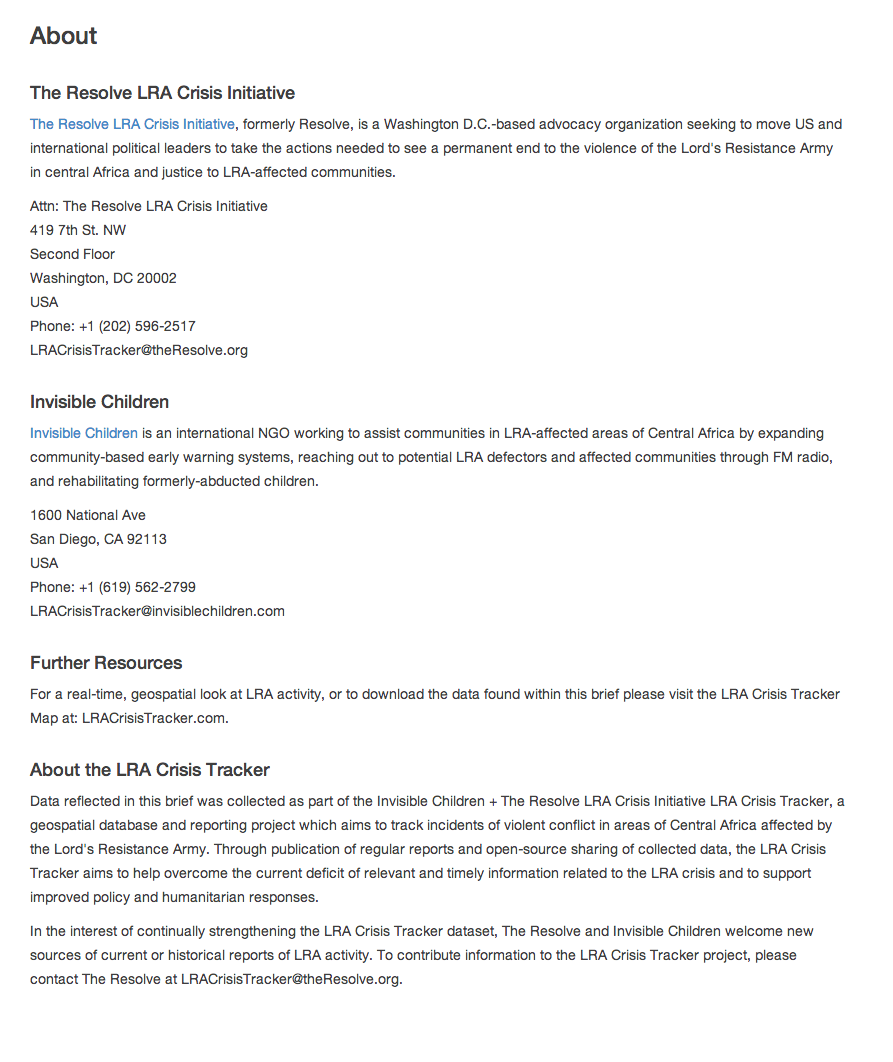 About
The Resolve LRA Crisis Initiative
The Resolve LRA Crisis Initiative, formerly Resolve, is a Washington D.C.-based advocacy organization seeking to move US and
international political leaders to take the actions needed to see a permanent end to the violence of the Lord's Resistance Army
in central Africa and justice to LRA-affected communities.
Attn: The Resolve LRA Crisis Initiative
419 7th St. NW
Second Floor
Washington, DC 20002
USA
Phone: +1 (202) 596-2517
LRACrisisTracker@theResolve.org
Invisible Children
Invisible Children is an international NGO working to assist communities in LRA-affected areas of Central Africa by expanding
community-based early warning systems, reaching out to potential LRA defectors and affected communities through FM radio,
and rehabilitating formerly-abducted children.
1600 National Ave
San Diego, CA 92113
USA
Phone: +1 (619) 562-2799
LRACrisisTracker@invisiblechildren.com
Further Resources
For a real-time, geospatial look at LRA activity, or to download the data found within this brief please visit the LRA Crisis Tracker
Map at: LRACrisisTracker.com.
About the LRA Crisis Tracker
Data reflected in this brief was collected as part of the Invisible Children + The Resolve LRA Crisis Initiative LRA Crisis Tracker, a
geospatial database and reporting project which aims to track incidents of violent conflict in areas of Central Africa affected by
the Lord's Resistance Army. Through publication of regular reports and open-source sharing of collected data, the LRA Crisis
Tracker aims to help overcome the current deficit of relevant and timely information related to the LRA crisis and to support
improved policy and humanitarian responses.
In the interest of continually strengthening the LRA Crisis Tracker dataset, The Resolve and Invisible Children welcome new
sources of current or historical reports of LRA activity. To contribute information to the LRA Crisis Tracker project, please
contact The Resolve at LRACrisisTracker@theResolve.org.